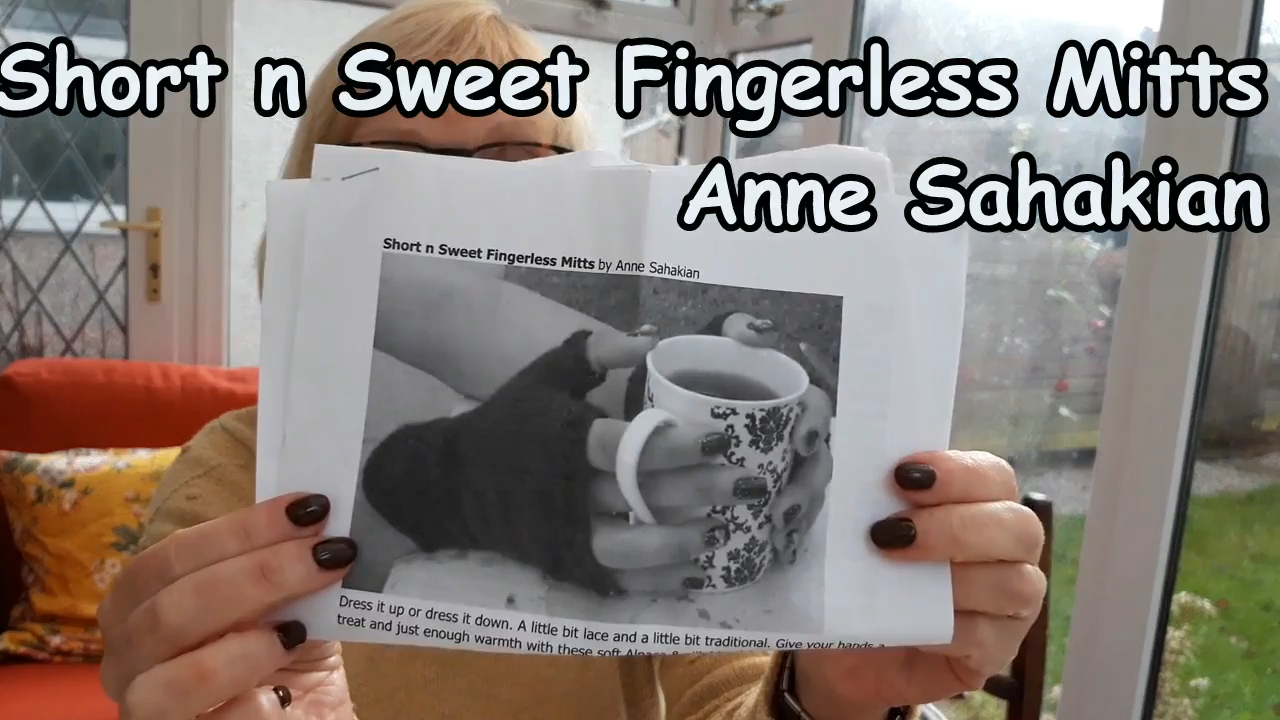 Short n Sweet Fingerless Mitts
Anne Sahakian
Short n Sweet Fingerless Mitts by Anne Sahakian
Dress it up or dress it down. A little bit lace and a little bit traditional. Give your hands a
treat and just enough warmth with these soft Alpaca &